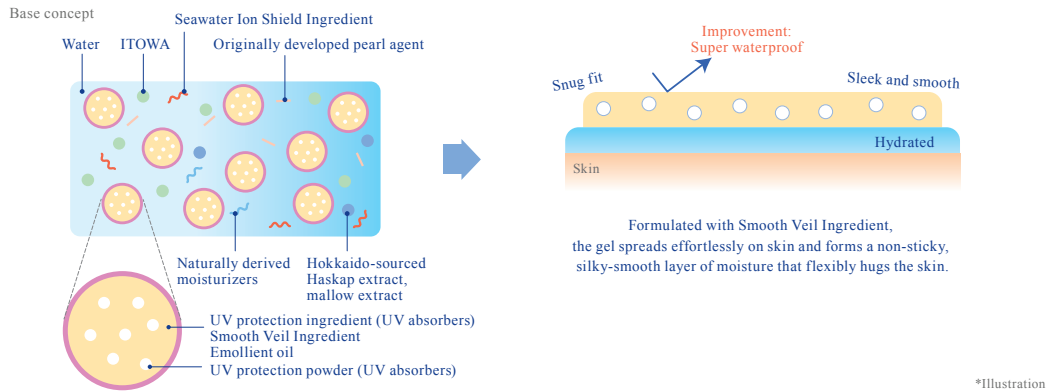 Base concept
Seawater Ion Shield Ingredient
Water
ITOWA
Originally developed pearl agent
Naturally derived
moisturizers
Hokkaido-sourced
Haskap extract,
mallow extract
UV protection ingredient (UV absorbers)
Smooth Veil Ingredient
Emollient oil
UV protection powder (UV absorbers)
Improvement:
Super waterproof
Snug fit
Sleek and smooth
Hydrated
Skin
Formulated with Smooth Veil Ingredient,
the gel spreads effortlessly on skin and forms a non-sticky,
silky-smooth layer of moisture that flexibly hugs the skin.
*Illustration